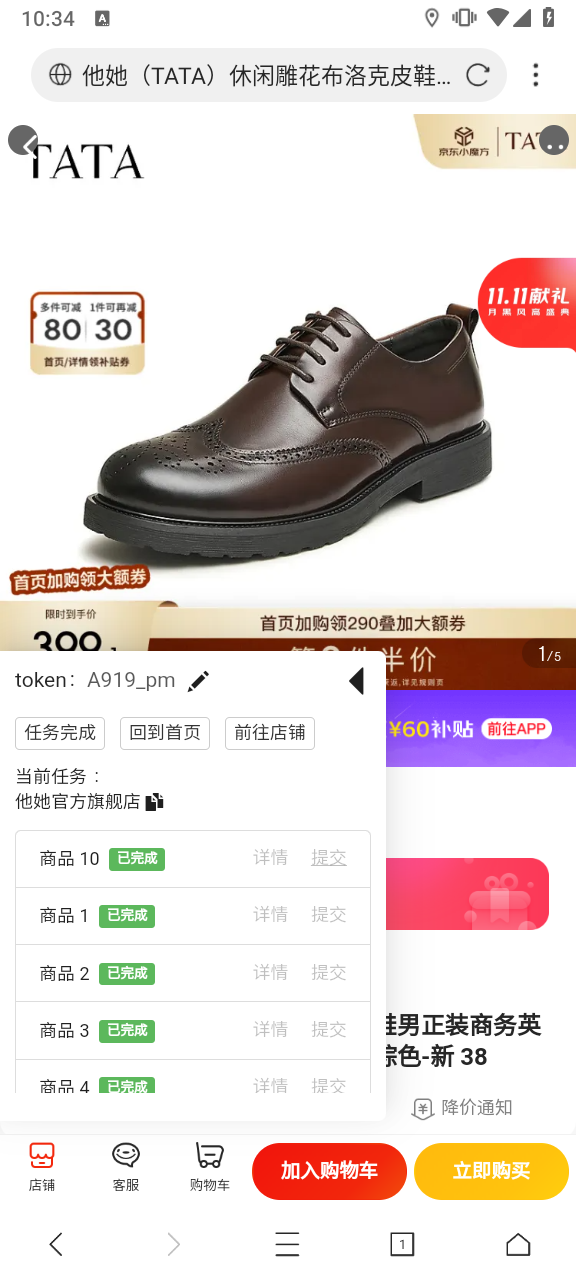 10:34
A
他她（TATA）休闲雕花布洛克皮鞋…
TATA
京东小魔方
多件可减 1件可再减
80 30
首页/详情领补贴券
11.11献礼
月黑风高盛典
首页加购领大额券
限时到手价
首页加购领290叠加大额券
399
半价
1/5
token： A919_pm
任务完成
回到首页
前往店铺
¥60补贴
前往APP
当前任务：
他她官方旗舰店
商品 10 已完成 详情 提交
商品 1 已完成 详情 提交
商品 2 已完成 详情 提交
商品 3 已完成 详情 提交
商品 4 已完成 详情 提交
鞋男正装商务英
棕色-新 38
降价通知
店铺
客服
购物车
加入购物车
立即购买
1